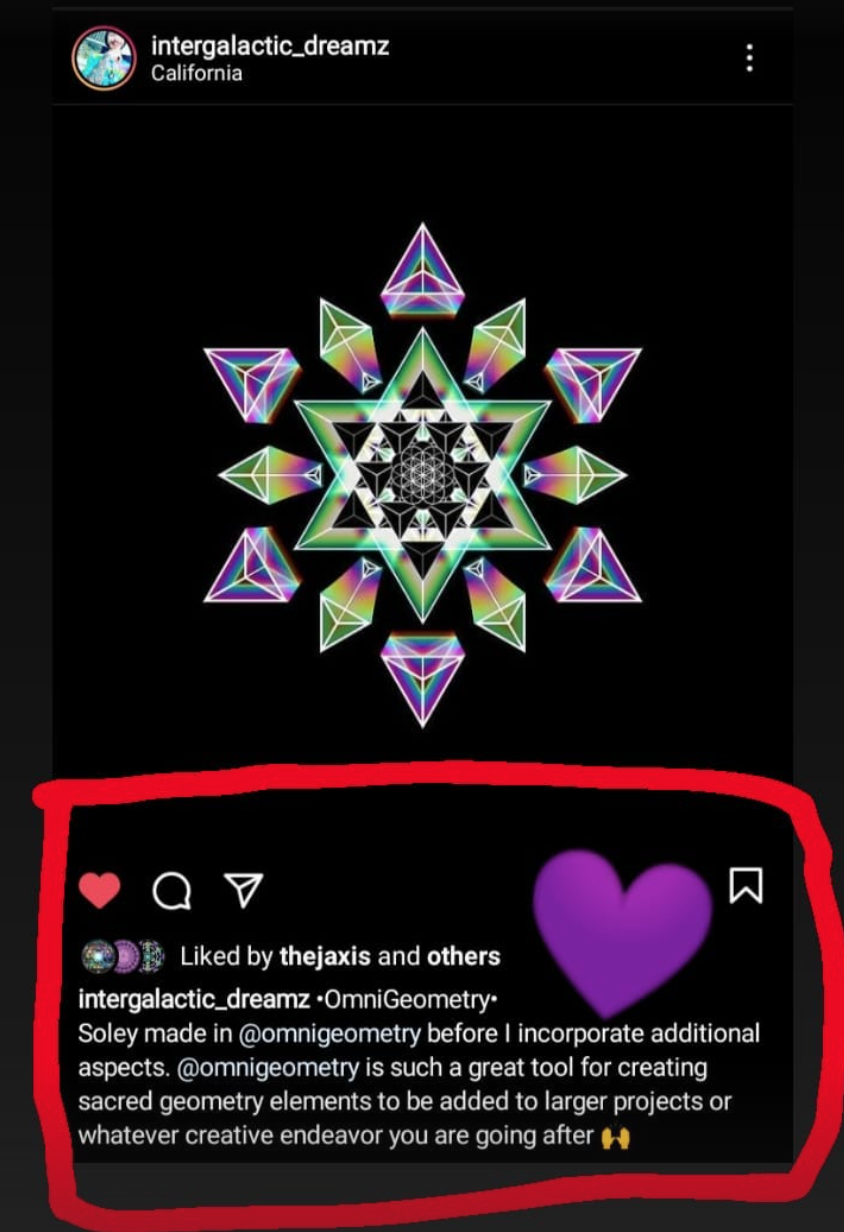 intergalactic_dreamz
California
Liked by thejaxis and others
intergalactic_dreamz •OmniGeometry•
Soley made in @omnigeometry before I incorporate additional
aspects. @omnigeometry is such a great tool for creating
sacred geometry elements to be added to larger projects or
whatever creative endeavor you are going after 🙌